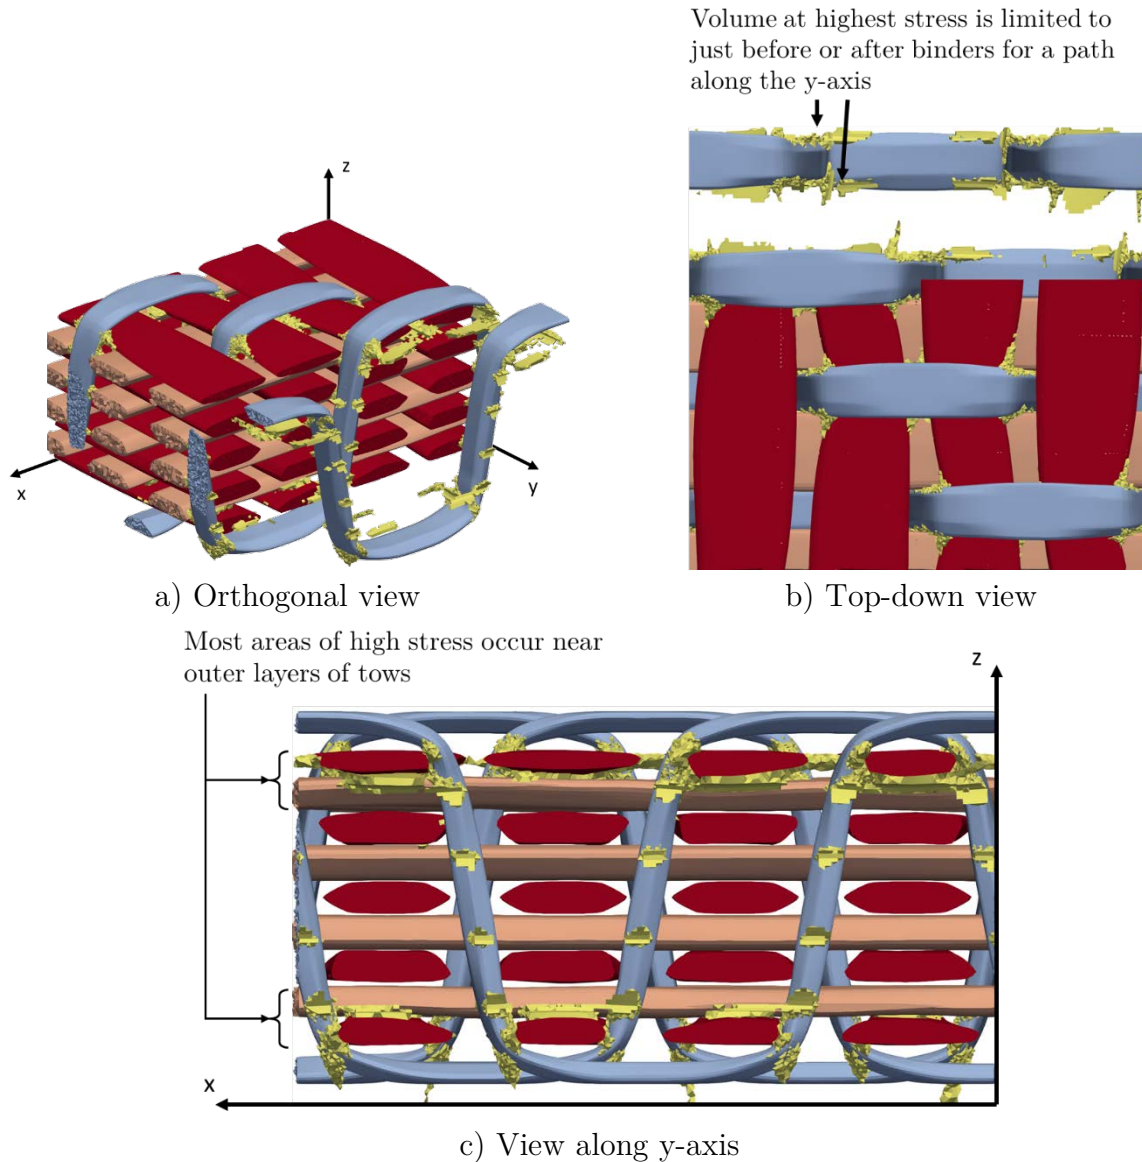 Volume at highest stress is limited to
just before or after binders for a path
along the y-axis
z
x
y
a) Orthogonal view
b) Top-down view
Most areas of high stress occur near
outer layers of tows
z
x
c) View along y-axis